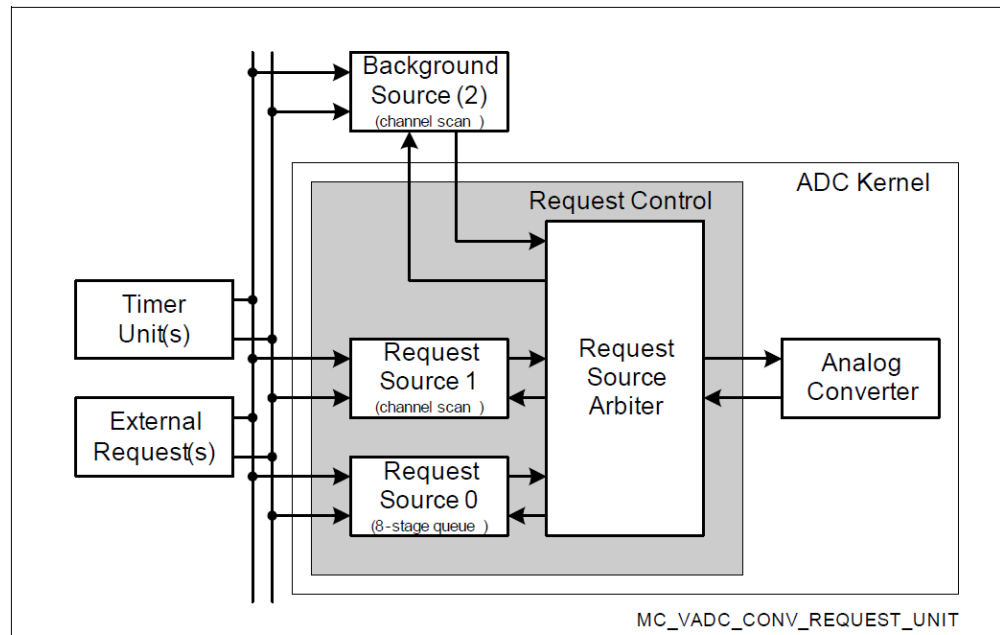 Background
Source (2)
(channel scan )
ADC Kernel
Request Control
Timer
Unit(s)
Request
Source 1
(channel scan )
Request
Source
Arbiter
Analog
Converter
External
Request(s)
Request
Source 0
(8-stage queue )
MC_VADC_CONV_REQUEST_UNIT